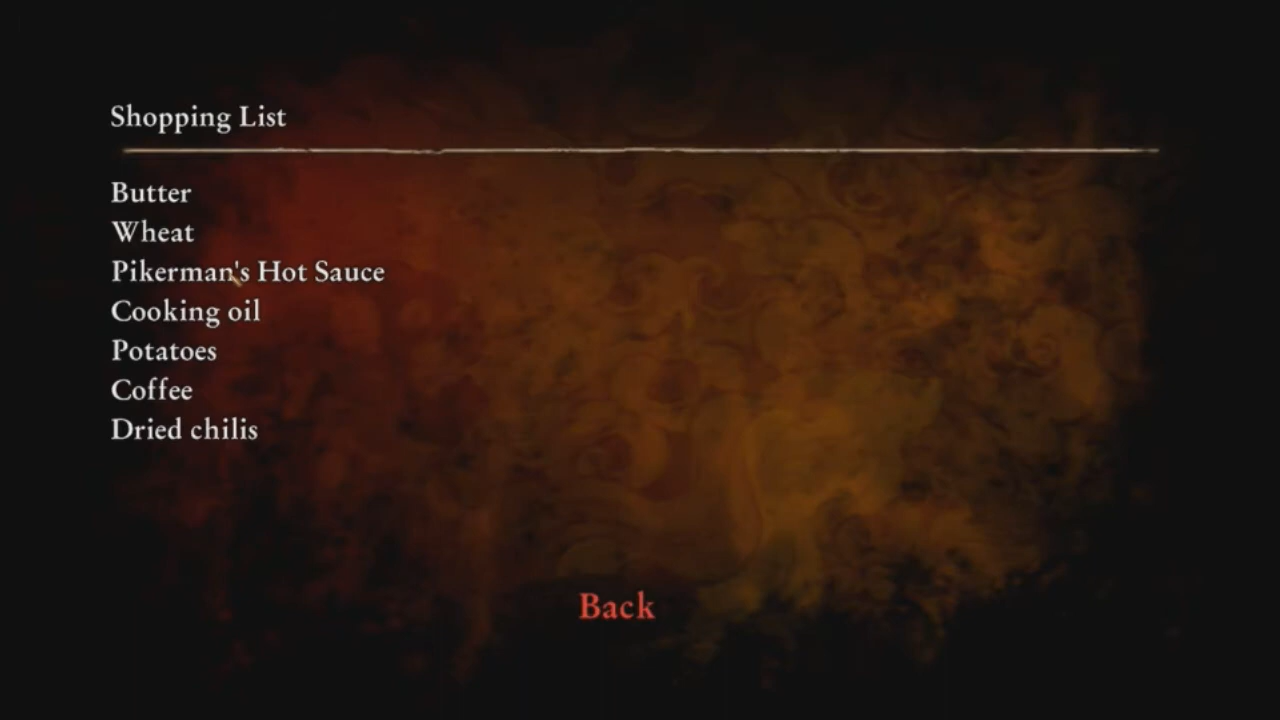 Shopping List
Butter
Wheat
Pikerman's Hot Sauce
Cooking oil
Potatoes
Coffee
Dried chilis
Back